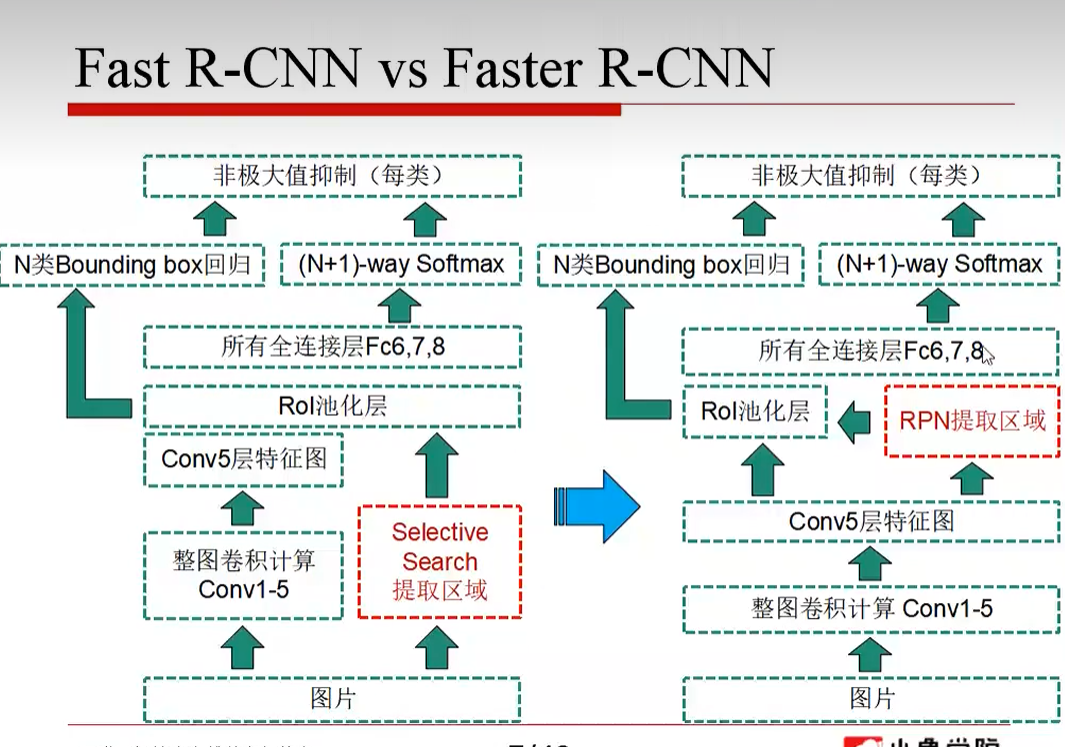 Fast R-CNN vs Faster R-CNN
非极大值抑制（每类）
N类Bounding box回归
(N+1)-way Softmax
所有全连接层Fc6,7,8
RoI池化层
Conv5层特征图
整图卷积计算
Conv1-5
Selective
Search
提取区域
图片
非极大值抑制（每类）
N类Bounding box回归
(N+1)-way Softmax
所有全连接层Fc6,7,8
RoI池化层
RPN提取区域
Conv5层特征图
整图卷积计算 Conv1-5
图片